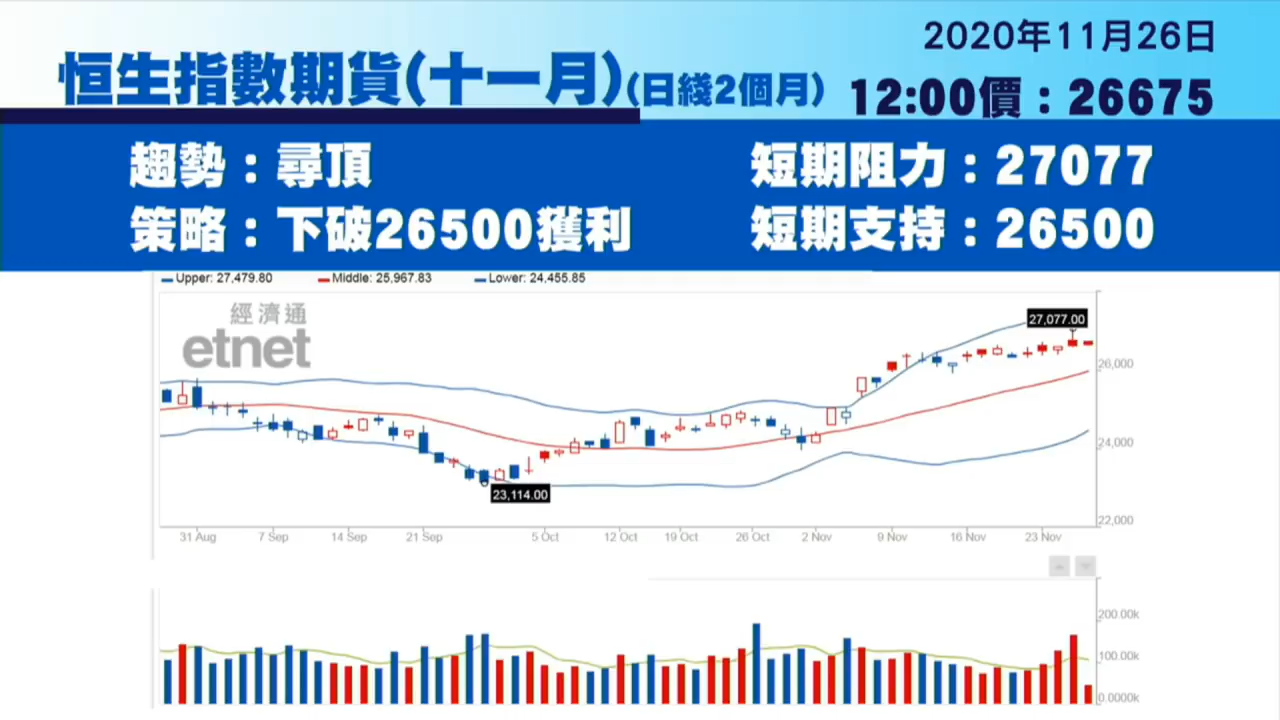 2020年11月26日
恒生指數期貨(十一月)(日綫2個月)
12:00價：26675
趨勢：尋頂
短期阻力：27077
策略：下破26500獲利
短期支持：26500
Upper: 27,479.80 Middle: 25,967.83 Lower: 24,455.85
經濟通
etnet
27,077.00
26,000
24,000
23,114.00
22,000
31 Aug 7 Sep 14 Sep 21 Sep 5 Oct 12 Oct 19 Oct 26 Oct 2 Nov 9 Nov 16 Nov 23 Nov
200.00k
100.00k
0.0000k